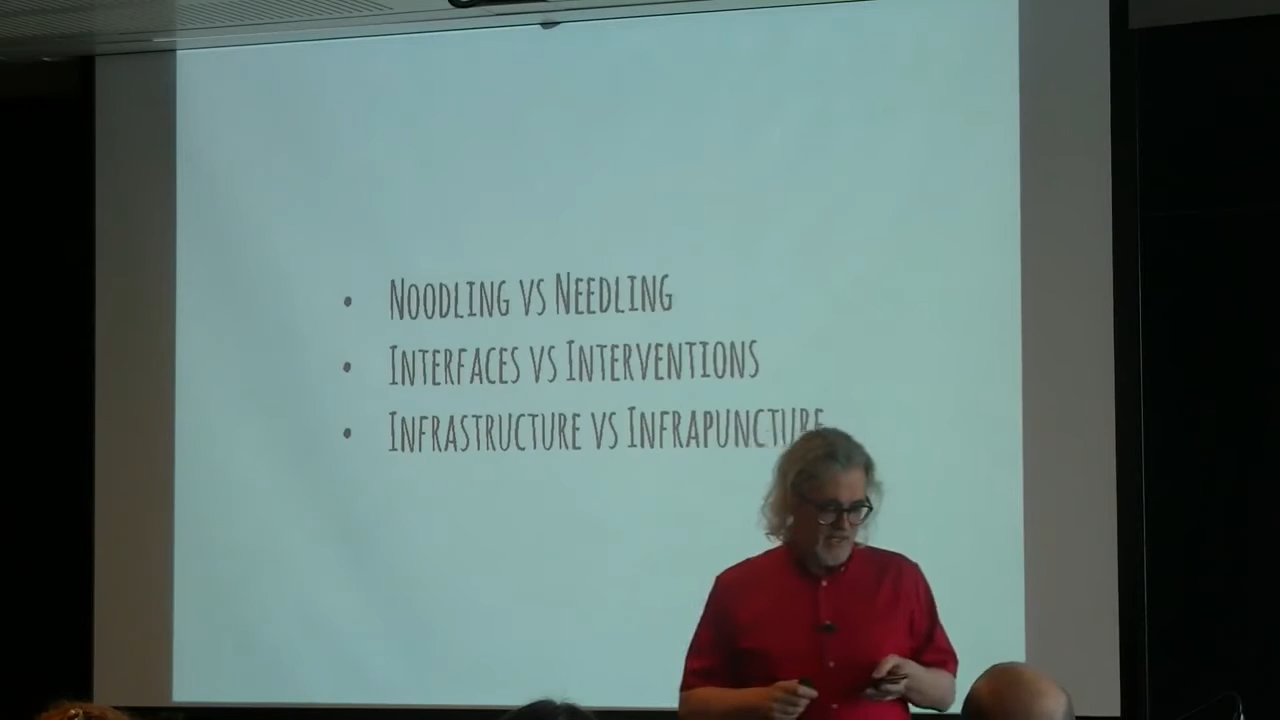 • Noodling vs Needling
• Interfaces vs Interventions
• Infrastructure vs Infrapuncture